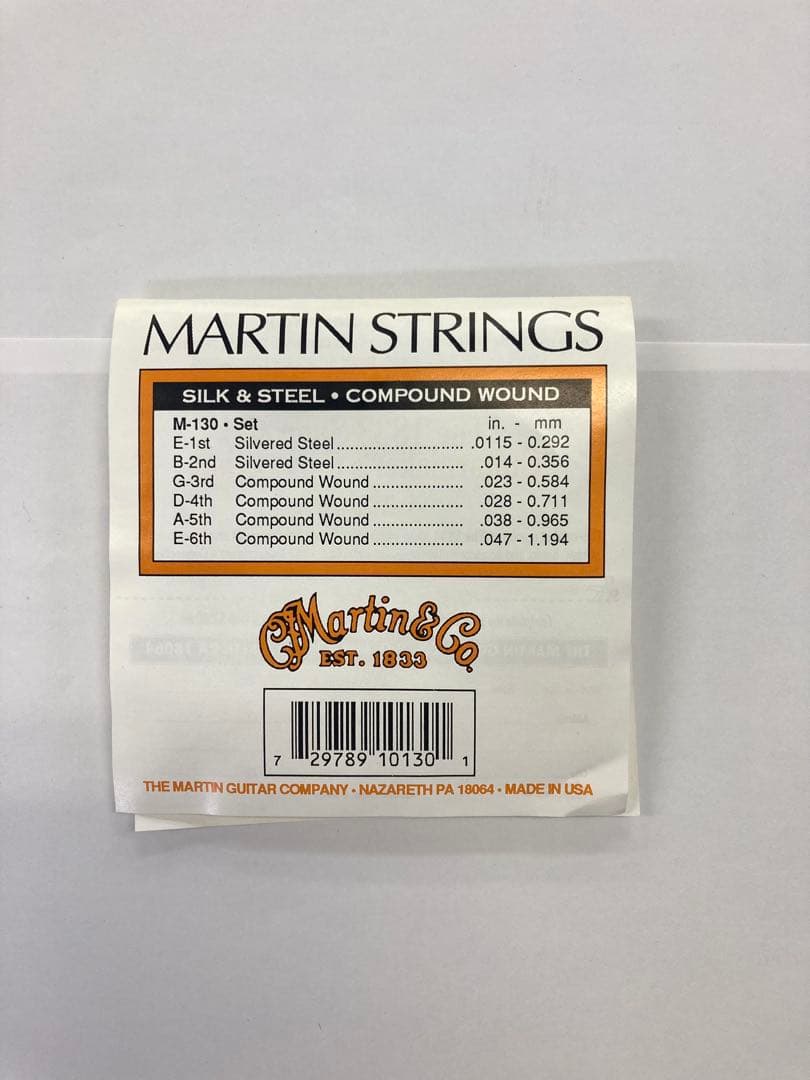 MARTIN STRINGS
SILK & STEEL • COMPOUND WOUND
M-130 • Set in. - mm
E-1st Silvered Steel............................ .0115 - 0.292
B-2nd Silvered Steel............................ .014 - 0.356
G-3rd Compound Wound .................... .023 - 0.584
D-4th Compound Wound .................... .028 - 0.711
A-5th Compound Wound .................... .038 - 0.965
E-6th Compound Wound .................... .047 - 1.194
CFMartin & Co.
EST. 1833
7 29789 10130 1
THE MARTIN GUITAR COMPANY • NAZARETH PA 18064 • MADE IN USA